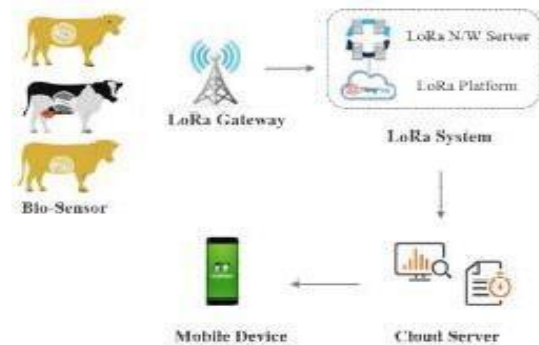 LoRa N/W Server
LoRa Platform
LoRa Gateway
LoRa System
Bio-Sensor
Mobile Device
Cloud Server